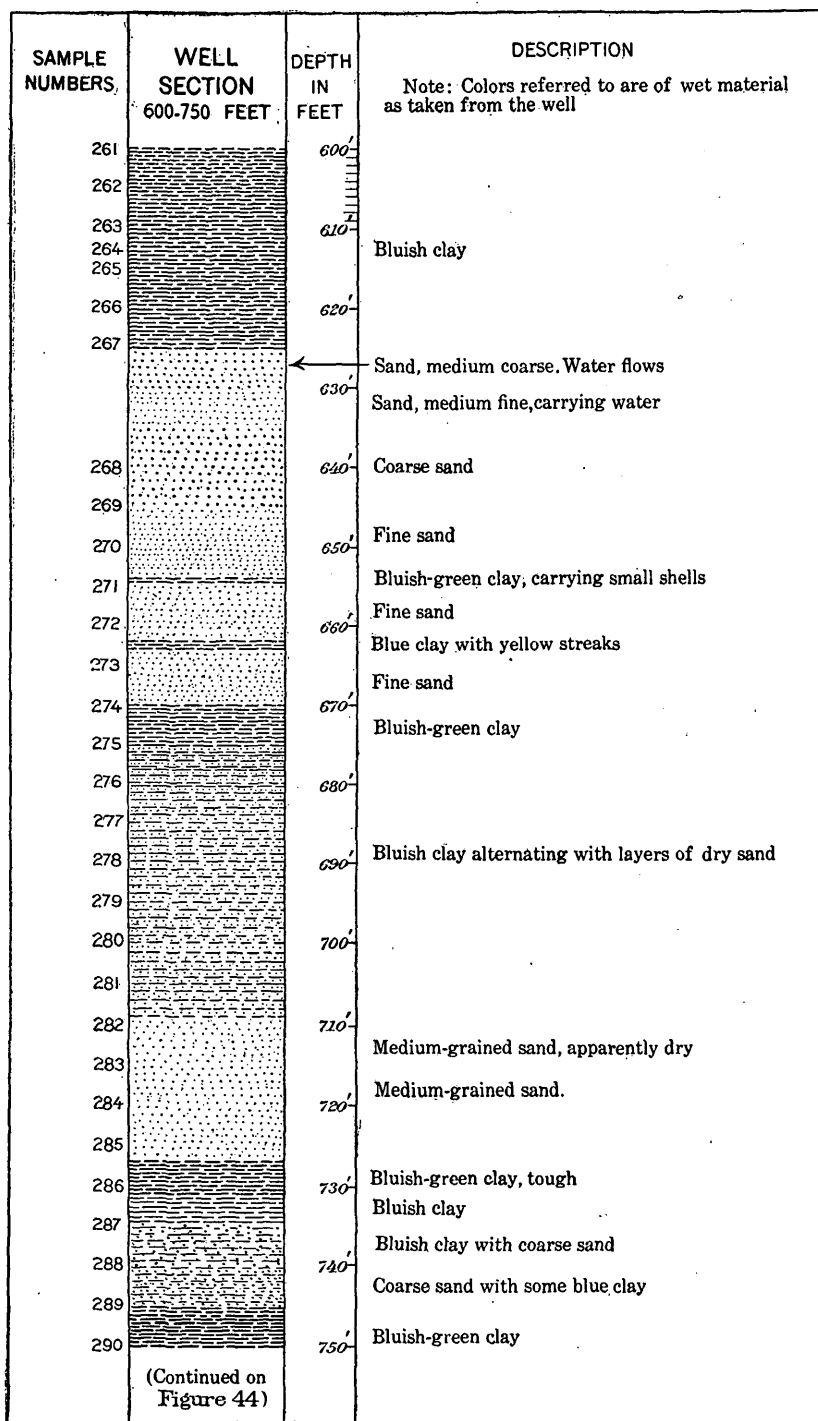 SAMPLE NUMBERS
WELL SECTION
600-750 FEET
DEPTH IN FEET
DESCRIPTION
Note: Colors referred to are of wet material
as taken from the well
261 600'
262
263 610'
264 Bluish clay
265
266 620'
267
Sand, medium coarse. Water flows
630'
Sand, medium fine, carrying water
268 640' Coarse sand
269
Fine sand
270 650'
271 Bluish-green clay, carrying small shells
Fine sand
272 660'
Blue clay with yellow streaks
273
Fine sand
274 670'
Bluish-green clay
275
276 680'
277
278 690' Bluish clay alternating with layers of dry sand
279
280 700'
281
282 710'
Medium-grained sand, apparently dry
283
Medium-grained sand.
284 720'
285
Bluish-green clay, tough
286 730'
Bluish clay
287
Bluish clay with coarse sand
288 740'
Coarse sand with some blue clay
289
290 750' Bluish-green clay
(Continued on
Figure 44)